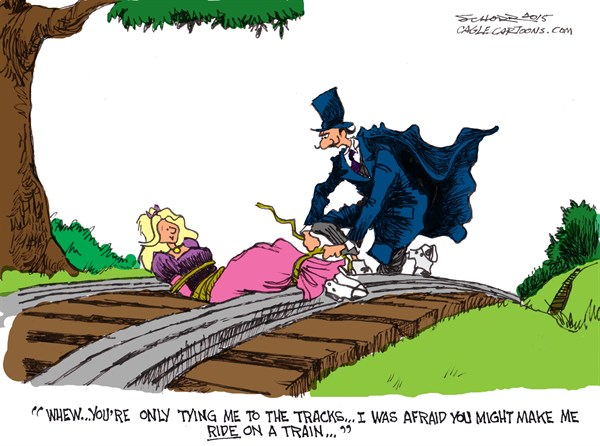 SCHOT 2015
CAGLECARTOONS.COM
"WHEW...YOU'RE ONLY TYING ME TO THE TRACKS... I WAS AFRAID YOU MIGHT MAKE ME
RIDE ON A TRAIN..."